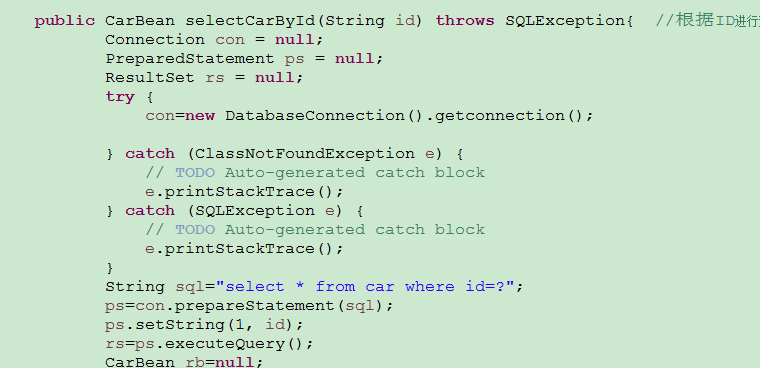 public CarBean selectCarById(String id) throws SQLException{ //根据ID进行
Connection con = null;
PreparedStatement ps = null;
ResultSet rs = null;
try {
con=new DatabaseConnection().getconnection();
} catch (ClassNotFoundException e) {
// TODO Auto-generated catch block
e.printStackTrace();
} catch (SQLException e) {
// TODO Auto-generated catch block
e.printStackTrace();
}
String sql="select * from car where id=?";
ps=con.prepareStatement(sql);
ps.setString(1, id);
rs=ps.executeQuery();
CarBean rb=null;